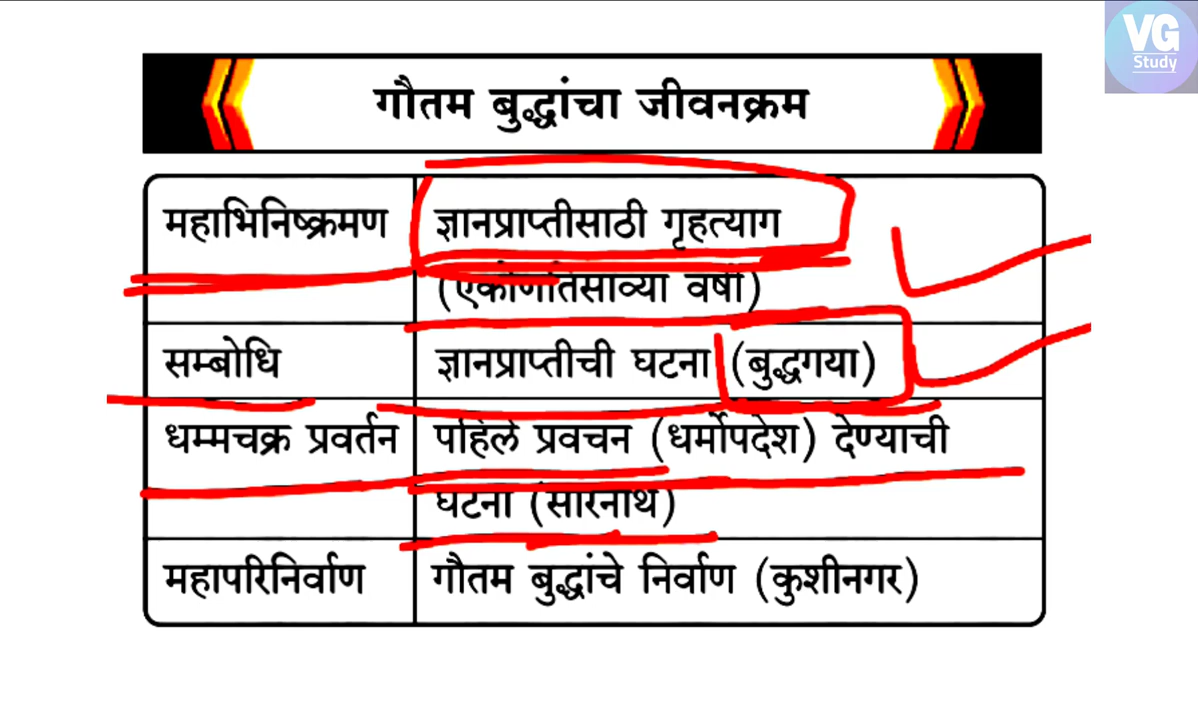 VG
Study
गौतम बुद्धांचा जीवनक्रम
महाभिनिष्क्रमण ज्ञानप्राप्तीसाठी गृहत्याग
(एकोणतिसाव्या वर्षी)
सम्बोधि ज्ञानप्राप्तीची घटना (बुद्धगया)
धम्मचक्र प्रवर्तन पहिले प्रवचन (धर्मोपदेश) देण्याची
घटना (सारनाथ)
महापरिनिर्वाण गौतम बुद्धांचे निर्वाण (कुशीनगर)